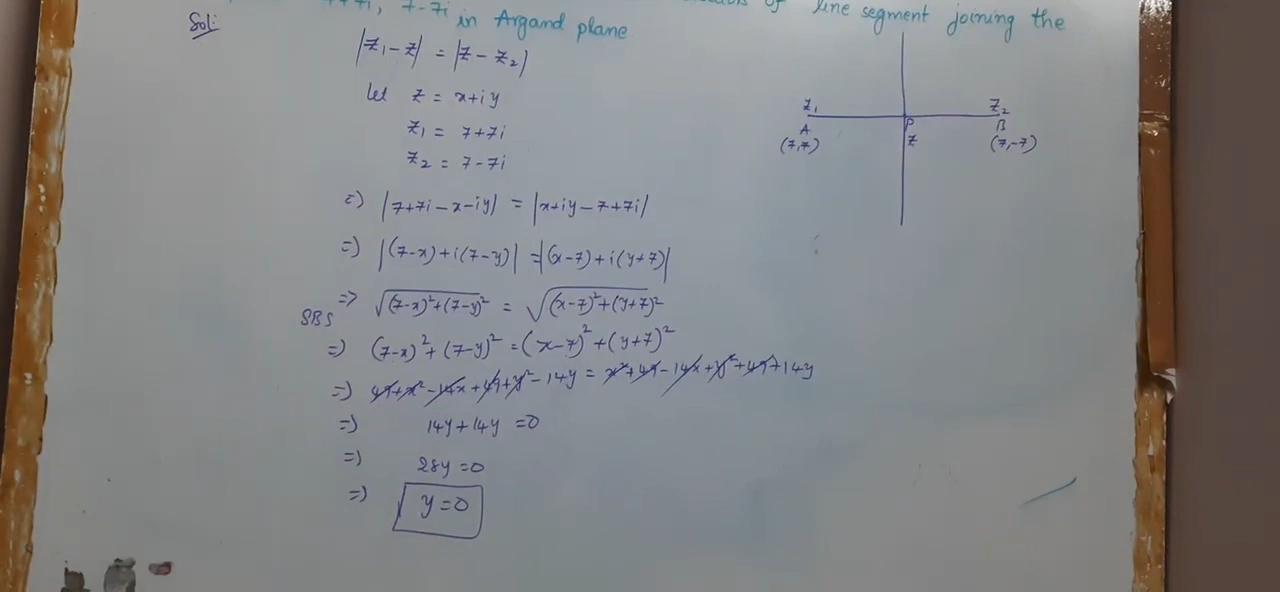 of line segment joining the
7-7i in Argand plane
Sol:
|z₁-z| = |z-z₂|
Let z = x+iy
z₁ = 7+7i
z₂ = 7-7i
=) |7+7i-x-iy| = |x+iy-7+7i|
=) |(7-x)+i(7-y)| = |(x-7)+i(y+7)|
=> √(7-x)²+(7-y)² = √(x-7)²+(y+7)²
SBS
=) (7-x)²+(7-y)² = (x-7)²+(y+7)²
=) 49+x²-14x+49+y²-14y = x²+49-14x+y²+49+14y
=) 14y+14y =0
=) 28y=0
=) y=0
z₁ z₂
A P B
(7,7) z (7,-7)